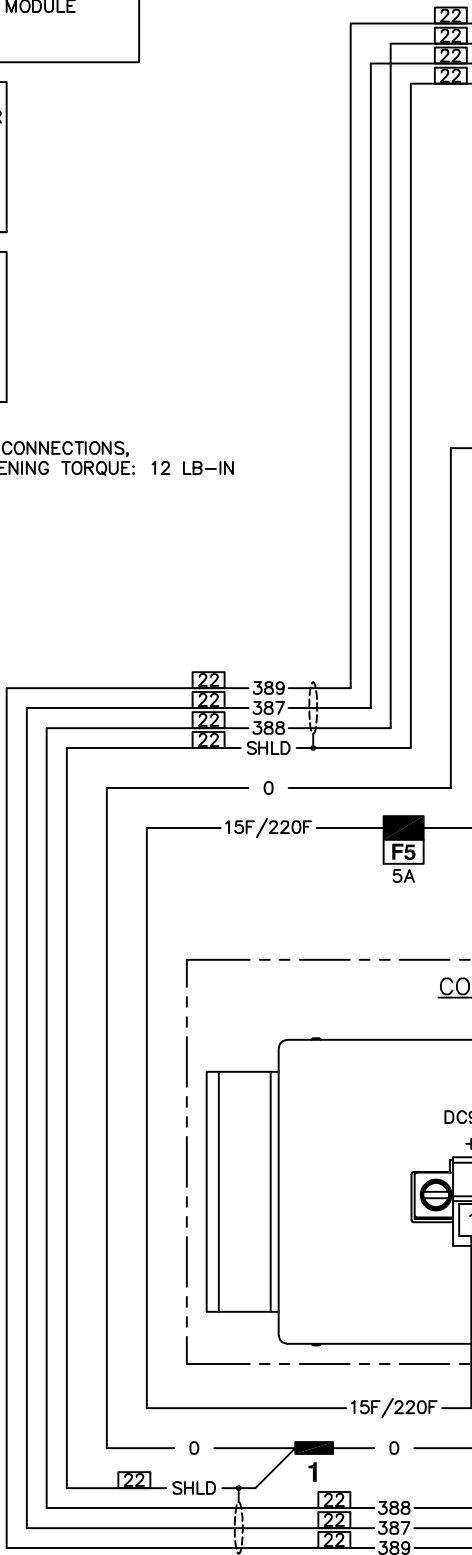 MODULE
22
22
22
22
CONNECTIONS,
ENING TORQUE: 12 LB-IN
22 389
22 387
22 388
22 SHLD
0
15F/220F
F5
5A
CO
DC9
+
15F/220F
0 0
1
22 SHLD
22 388
22 387
22 389